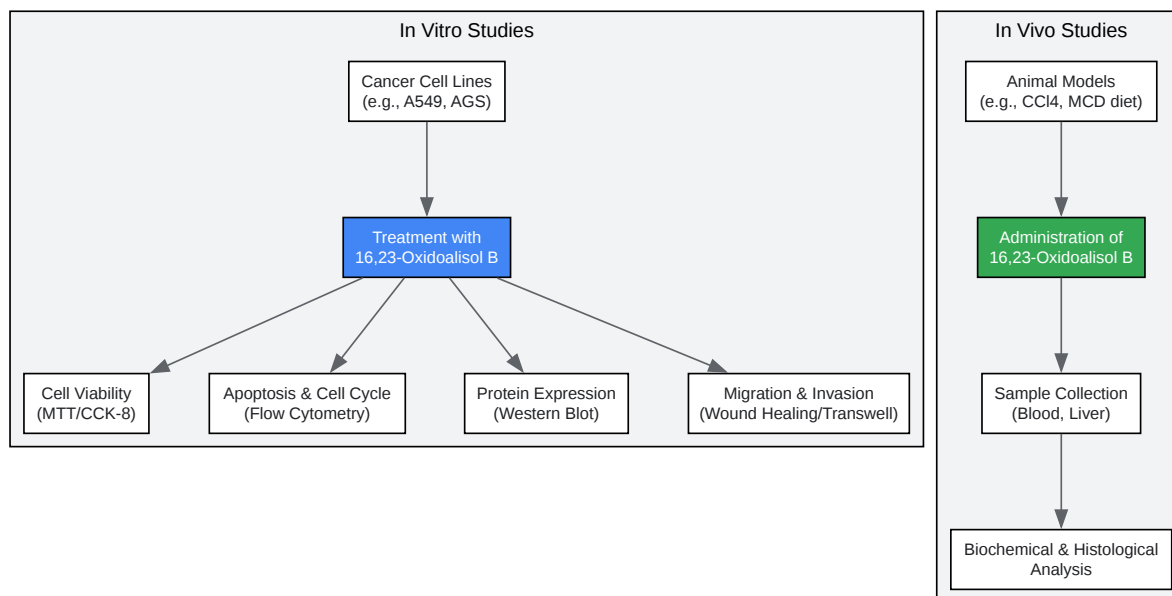 In Vitro Studies
Cancer Cell Lines
(e.g., A549, AGS)
Treatment with
16,23-Oxidoalisol B
Cell Viability
(MTT/CCK-8)
Apoptosis & Cell Cycle
(Flow Cytometry)
Protein Expression
(Western Blot)
Migration & Invasion
(Wound Healing/Transwell)
In Vivo Studies
Animal Models
(e.g., CCl4, MCD diet)
Administration of
16,23-Oxidoalisol B
Sample Collection
(Blood, Liver)
Biochemical & Histological
Analysis